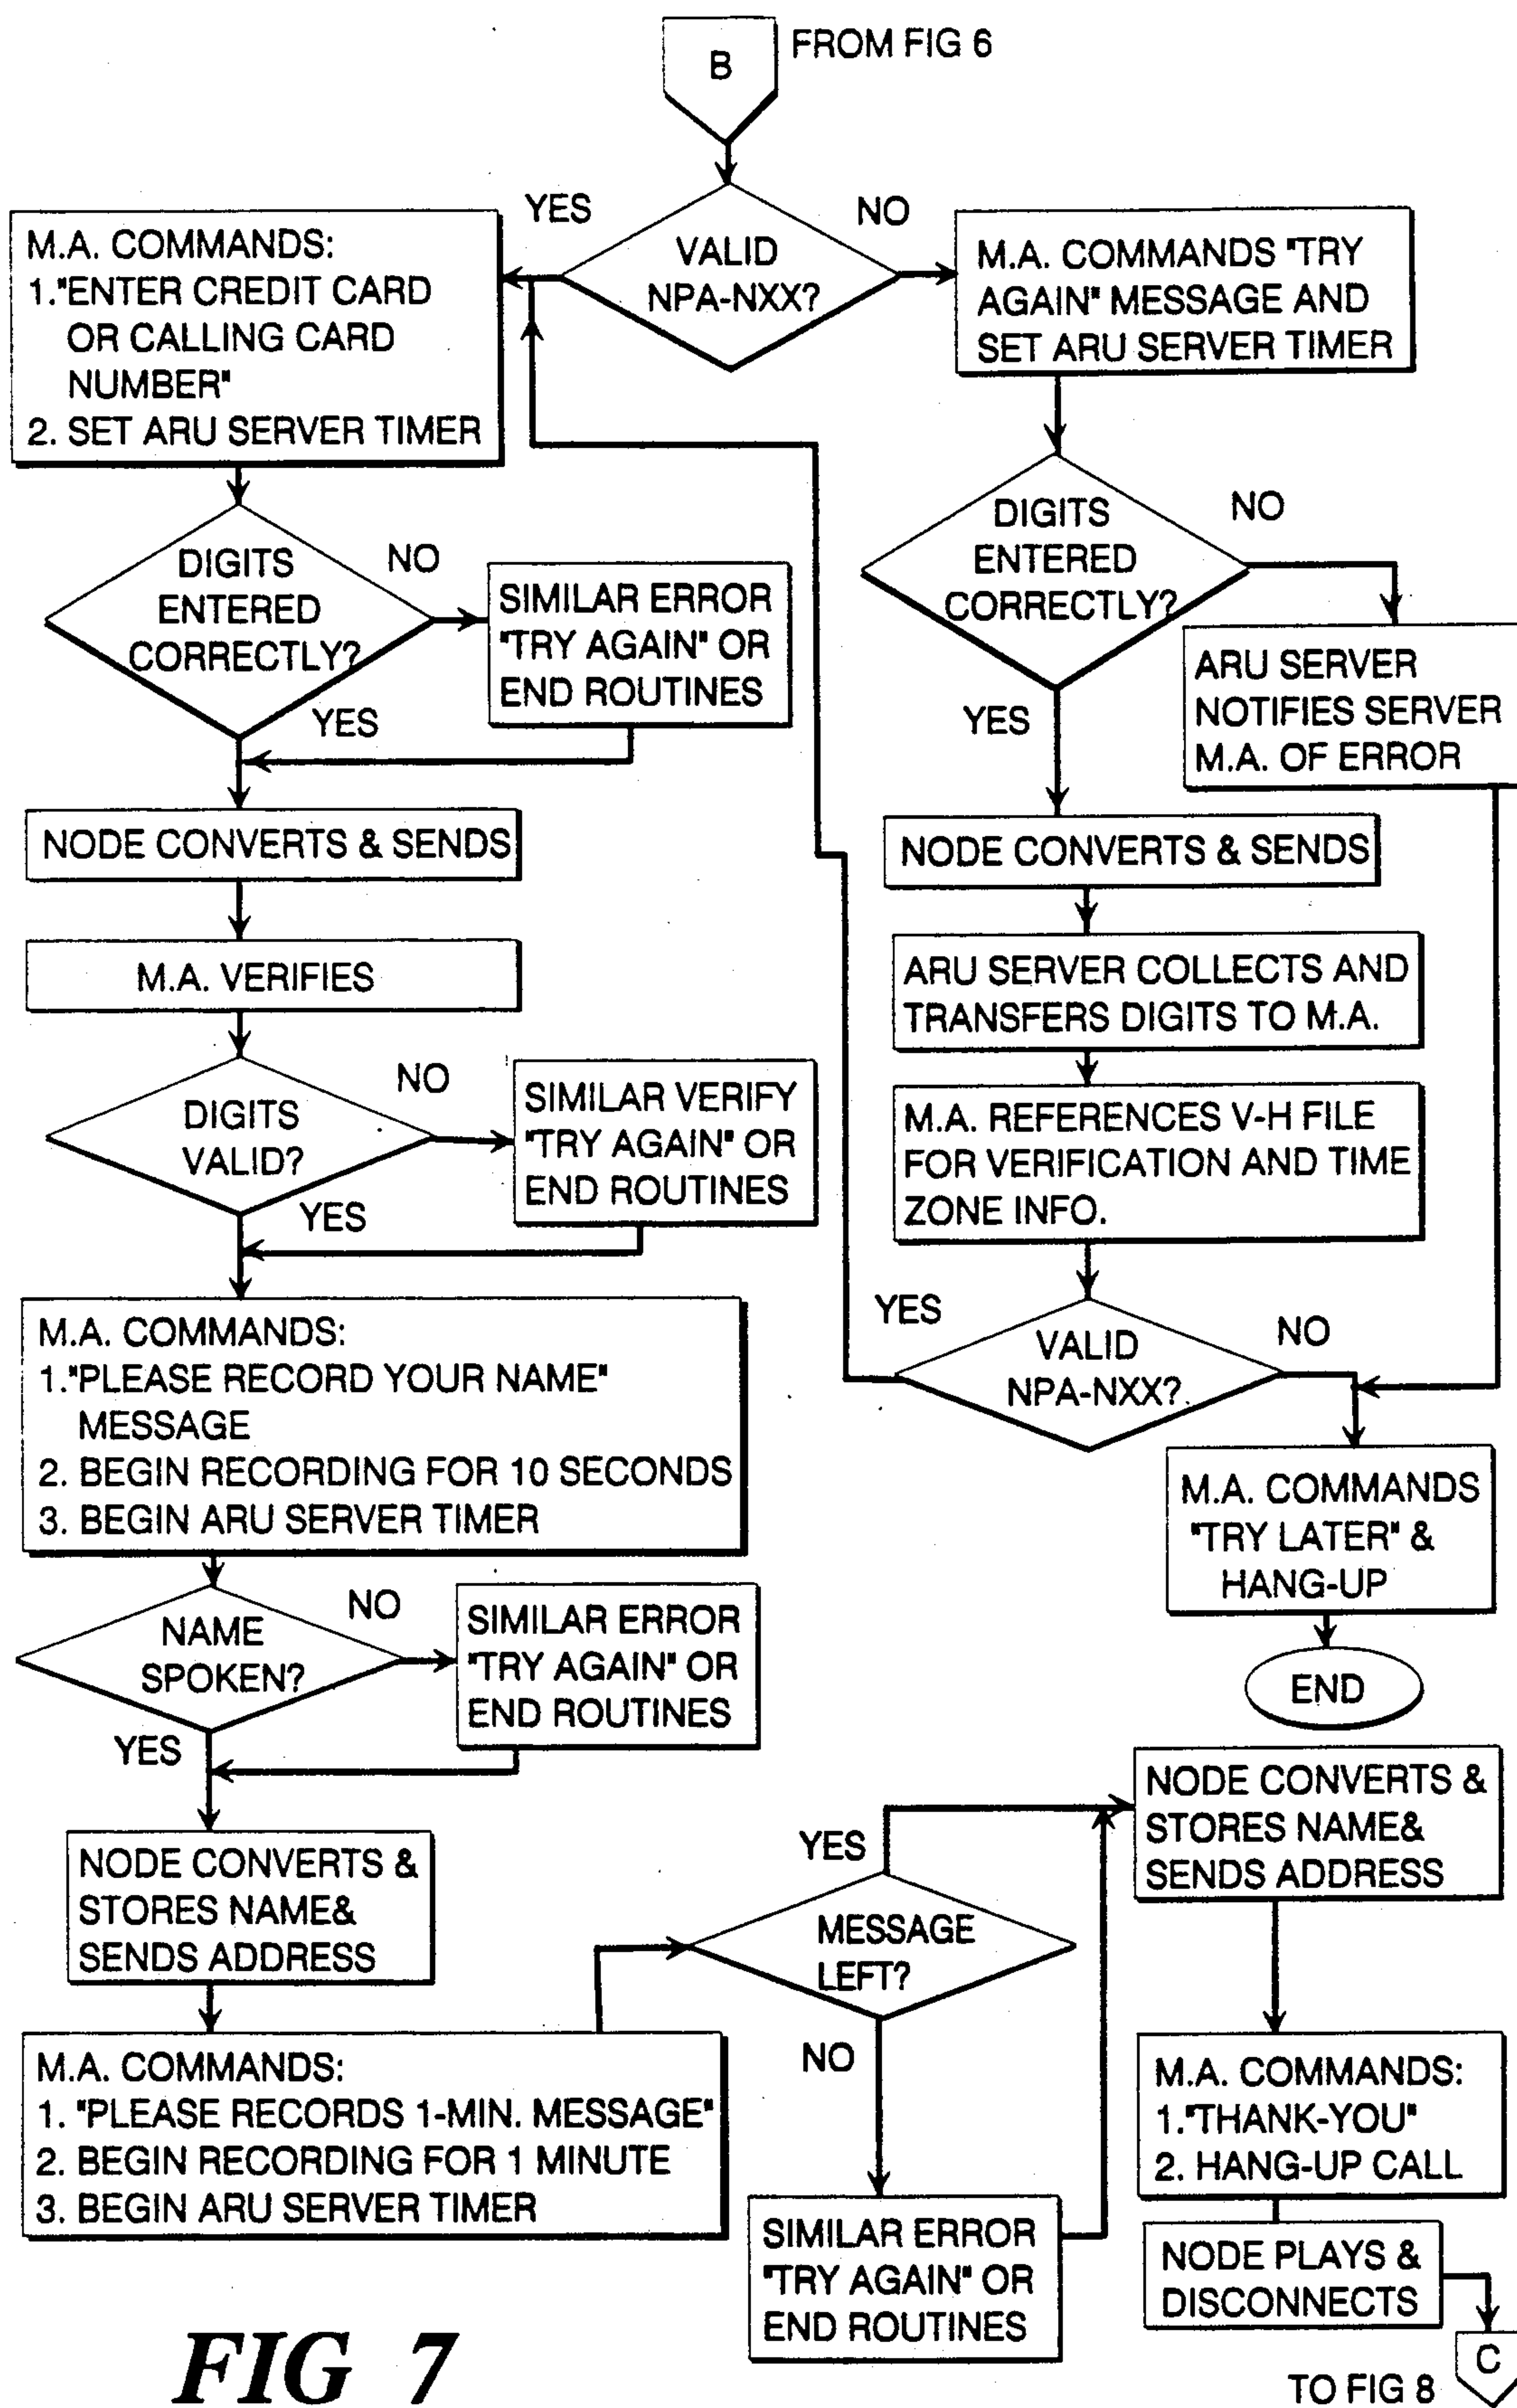 B
FROM FIG 6
YES
NO
VALID
NPA-NXX?
M.A. COMMANDS:
1."ENTER CREDIT CARD
OR CALLING CARD
NUMBER"
2. SET ARU SERVER TIMER
M.A. COMMANDS "TRY
AGAIN" MESSAGE AND
SET ARU SERVER TIMER
DIGITS
ENTERED
CORRECTLY?
NO
YES
SIMILAR ERROR
"TRY AGAIN" OR
END ROUTINES
DIGITS
ENTERED
CORRECTLY?
NO
YES
ARU SERVER
NOTIFIES SERVER
M.A. OF ERROR
NODE CONVERTS & SENDS
M.A. VERIFIES
DIGITS
VALID?
NO
YES
SIMILAR VERIFY
"TRY AGAIN" OR
END ROUTINES
NODE CONVERTS & SENDS
ARU SERVER COLLECTS AND
TRANSFERS DIGITS TO M.A.
M.A. REFERENCES V-H FILE
FOR VERIFICATION AND TIME
ZONE INFO.
YES
VALID
NPA-NXX?
NO
M.A. COMMANDS
"TRY LATER" &
HANG-UP
END
M.A. COMMANDS:
1."PLEASE RECORD YOUR NAME"
MESSAGE
2. BEGIN RECORDING FOR 10 SECONDS
3. BEGIN ARU SERVER TIMER
NAME
SPOKEN?
NO
YES
SIMILAR ERROR
"TRY AGAIN" OR
END ROUTINES
NODE CONVERTS &
STORES NAME&
SENDS ADDRESS
M.A. COMMANDS:
1. "PLEASE RECORDS 1-MIN. MESSAGE"
2. BEGIN RECORDING FOR 1 MINUTE
3. BEGIN ARU SERVER TIMER
YES
MESSAGE
LEFT?
NO
SIMILAR ERROR
"TRY AGAIN" OR
END ROUTINES
NODE CONVERTS &
STORES NAME&
SENDS ADDRESS
M.A. COMMANDS:
1."THANK-YOU"
2. HANG-UP CALL
NODE PLAYS &
DISCONNECTS
C
TO FIG 8
FIG 7